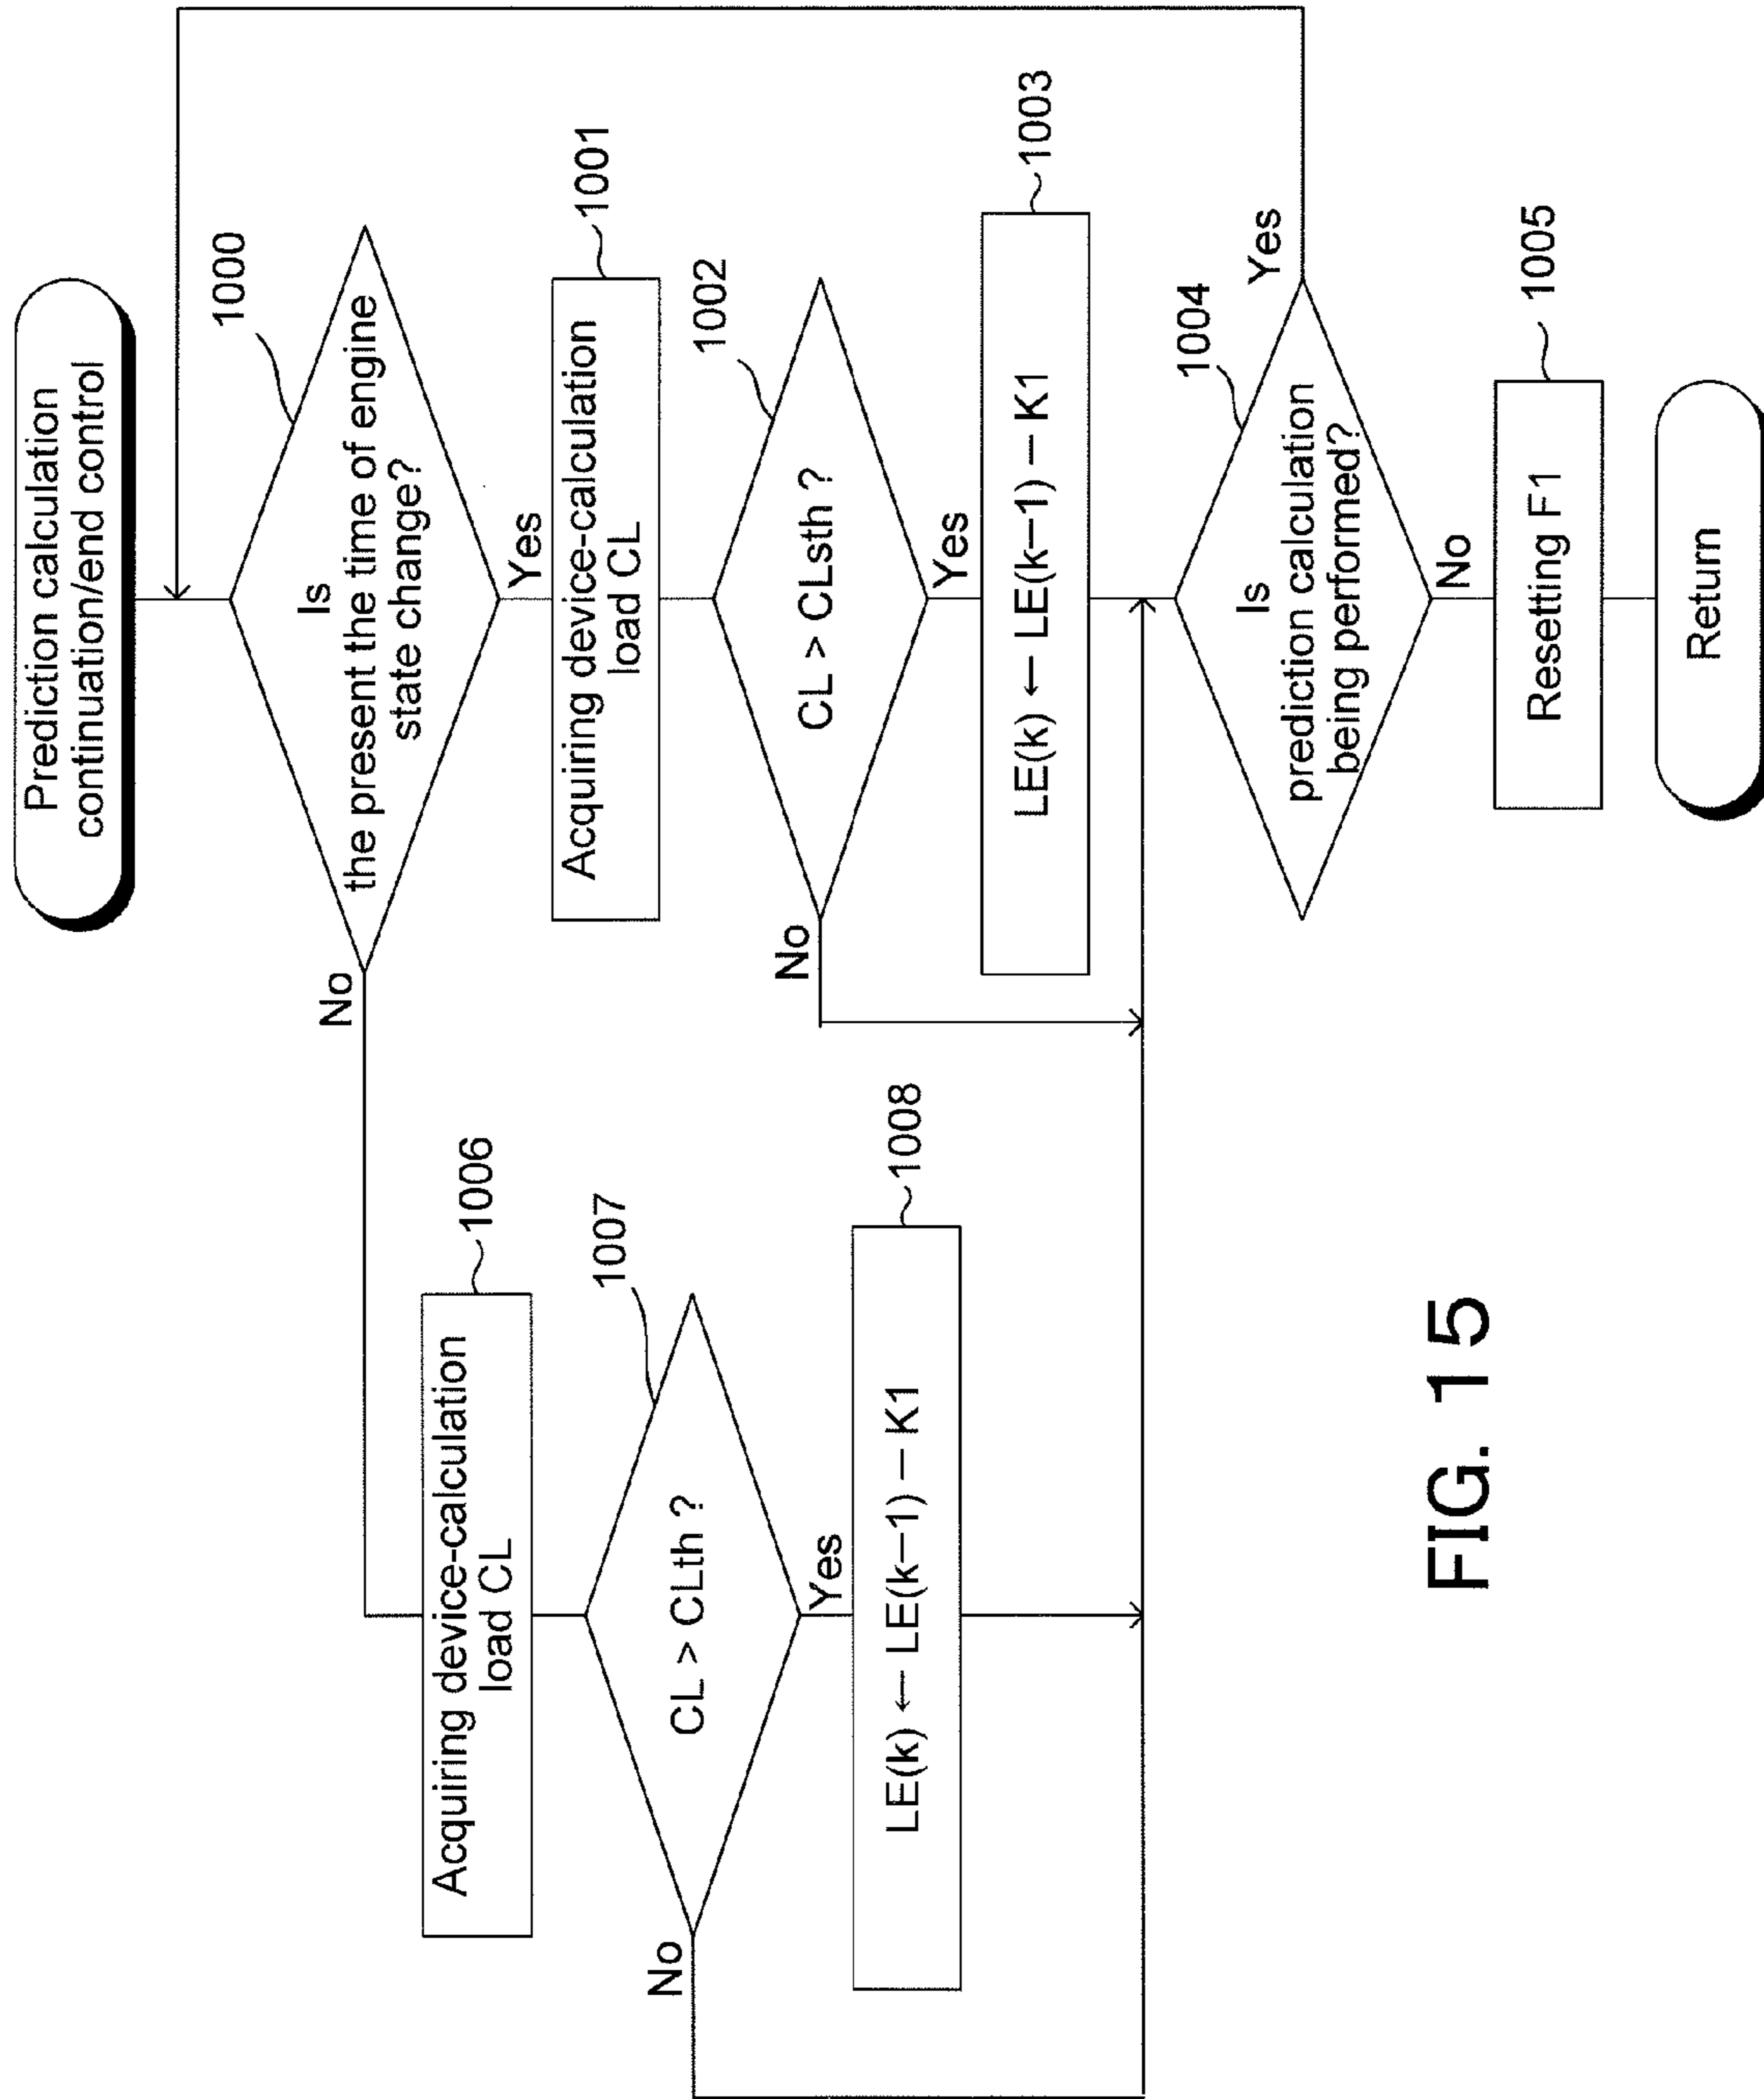 Prediction calculation
continuation/end control
1000
Is
the present the time of engine
state change?
No
Yes
1001
Acquiring device-calculation
load CL
1002
CL > CLsth ?
No
Yes
1003
LE(k) ← LE(k−1) − K1
1004
Is
prediction calculation
being performed?
Yes
No
1005
Resetting F1
Return
1006
Acquiring device-calculation
load CL
1007
CL > CLth ?
No
Yes
1008
LE(k) ← LE(k−1) − K1
FIG. 15